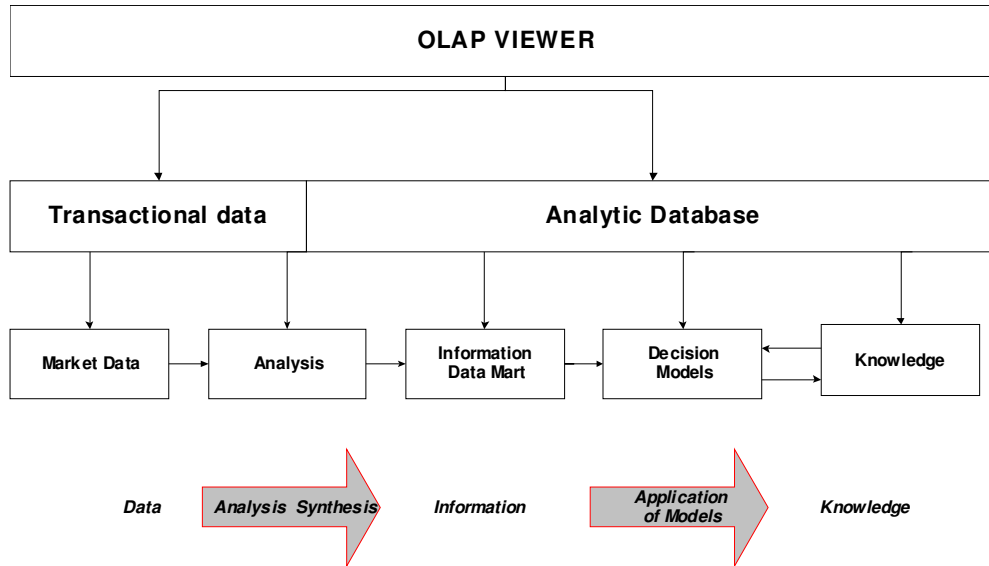 OLAP VIEWER
Transactional data
Analytic Database
Market Data
Analysis
Information
Data Mart
Decision
Models
Knowledge
Data
Analysis Synthesis
Information
Application
of Models
Knowledge